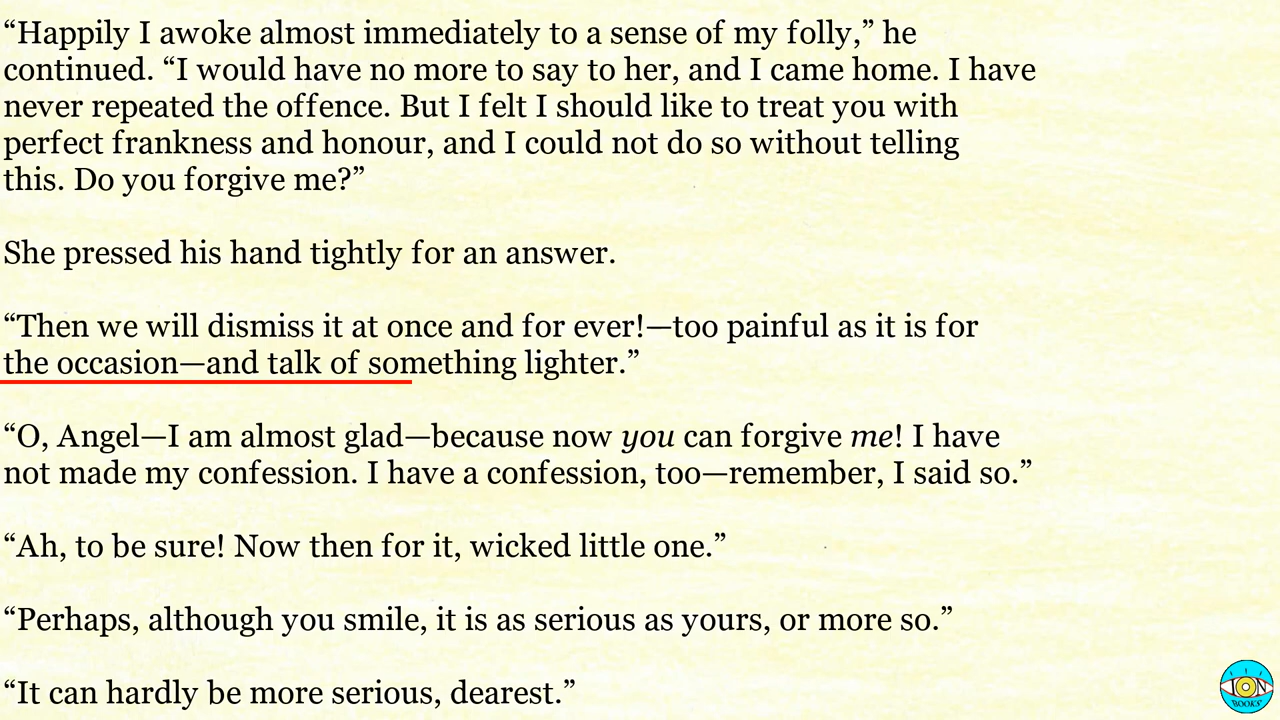 “Happily I awoke almost immediately to a sense of my folly,” he
continued. “I would have no more to say to her, and I came home. I have
never repeated the offence. But I felt I should like to treat you with
perfect frankness and honour, and I could not do so without telling
this. Do you forgive me?”
She pressed his hand tightly for an answer.
“Then we will dismiss it at once and for ever!—too painful as it is for
the occasion—and talk of something lighter.”
“O, Angel—I am almost glad—because now you can forgive me! I have
not made my confession. I have a confession, too—remember, I said so.”
“Ah, to be sure! Now then for it, wicked little one.”
“Perhaps, although you smile, it is as serious as yours, or more so.”
“It can hardly be more serious, dearest.”
ION
BOOKS